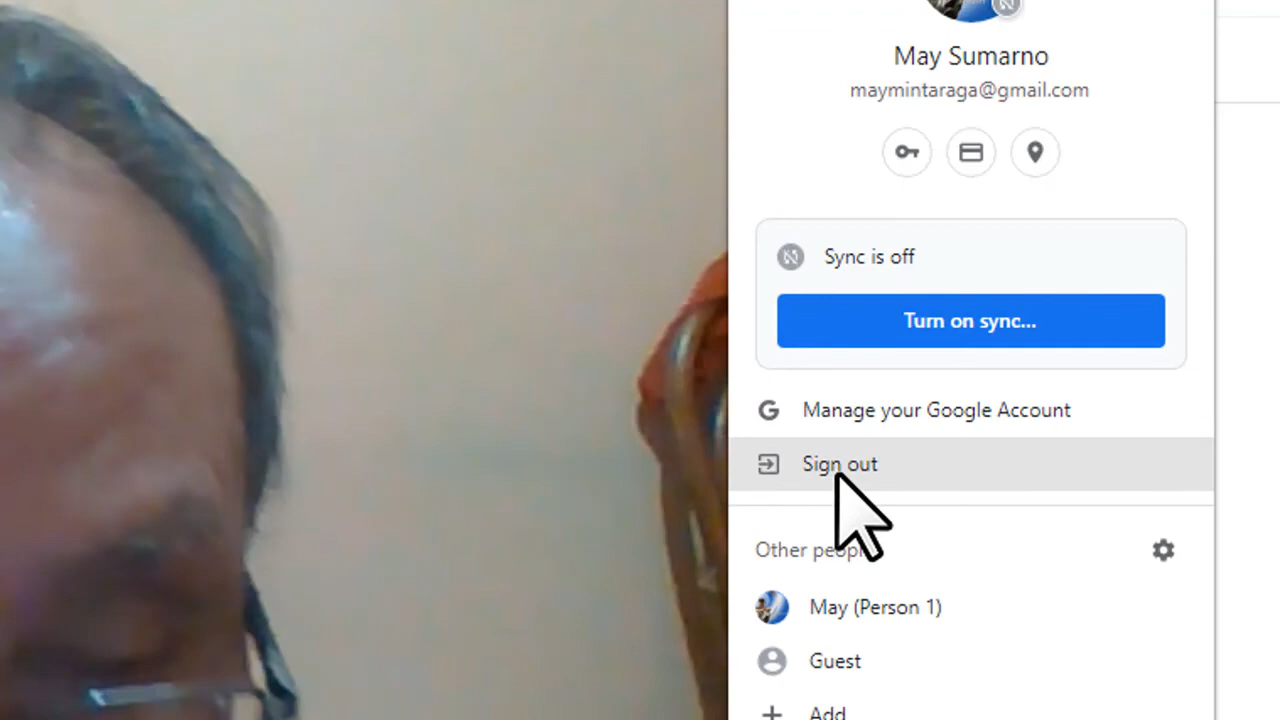 May Sumarno
maymintaraga@gmail.com
Sync is off
Turn on sync...
Manage your Google Account
Sign out
Other people
May (Person 1)
Guest
Add